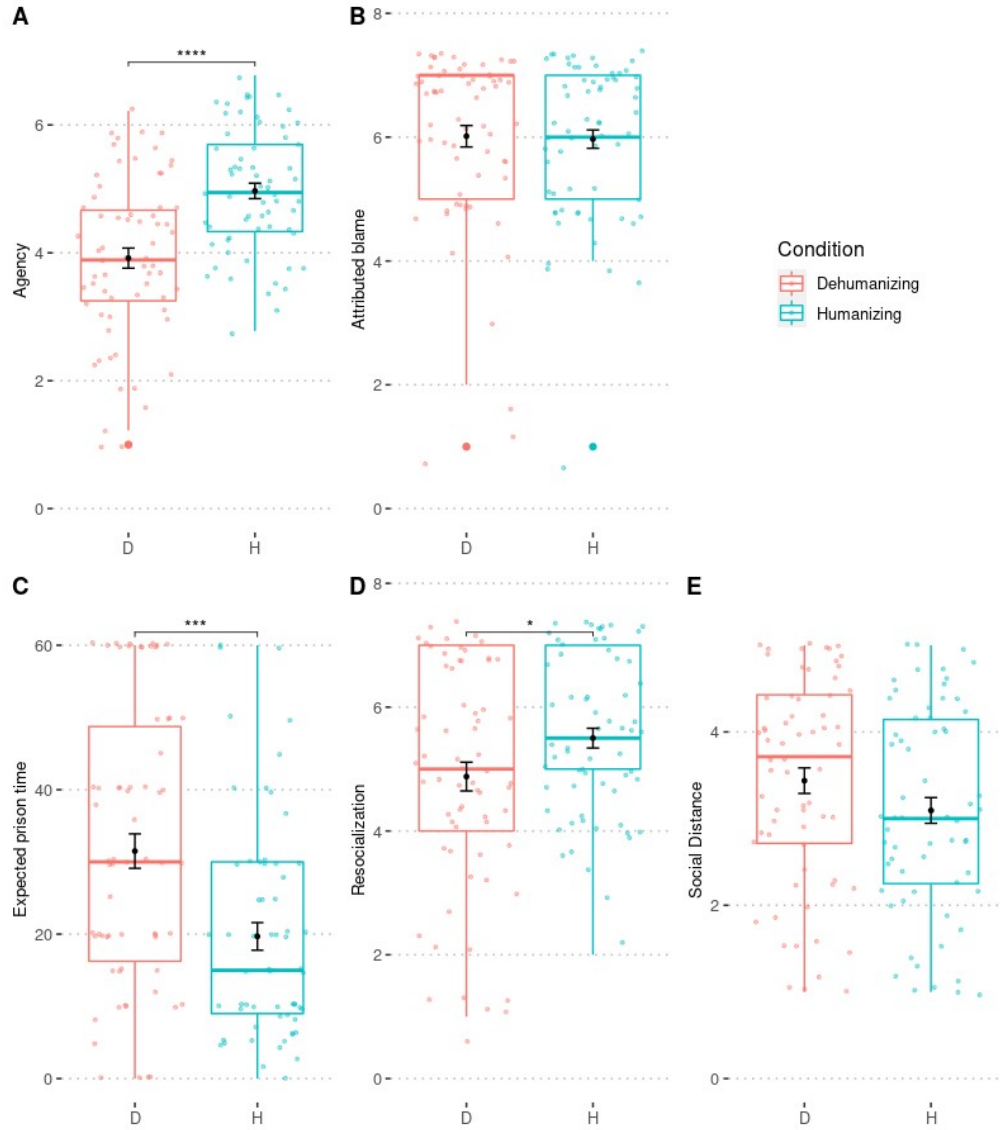 A
Agency
6
4
2
0
****
D
H
B
Attributed blame
8
6
4
2
0
D
H
Condition
Dehumanizing
Humanizing
C
Expected prison time
60
40
20
0
***
D
H
D
Resocialization
8
6
4
2
0
*
D
H
E
Social Distance
4
2
0
D
H